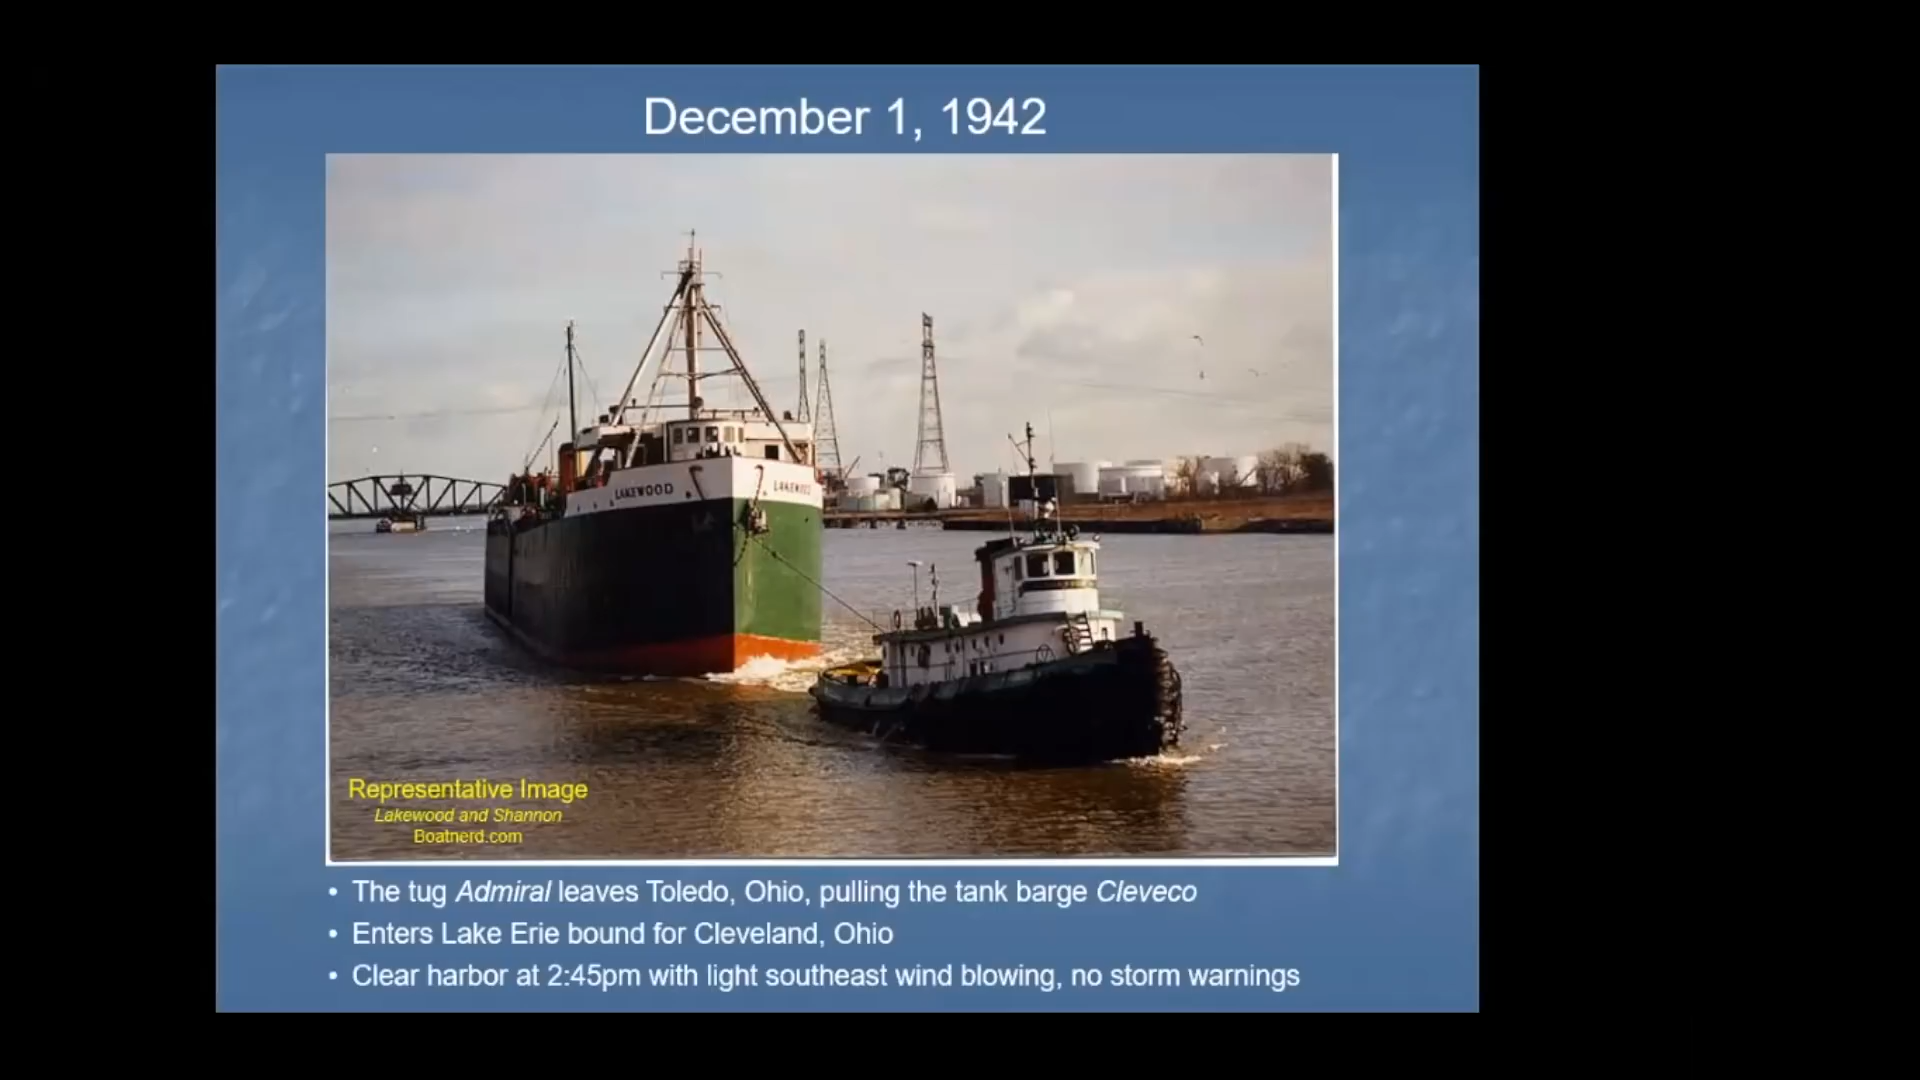 December 1, 1942
LAKEWOOD
LAKEWOOD
Representative Image
Lakewood and Shannon
Boatnerd.com
• The tug Admiral leaves Toledo, Ohio, pulling the tank barge Cleveco
• Enters Lake Erie bound for Cleveland, Ohio
• Clear harbor at 2:45pm with light southeast wind blowing, no storm warnings